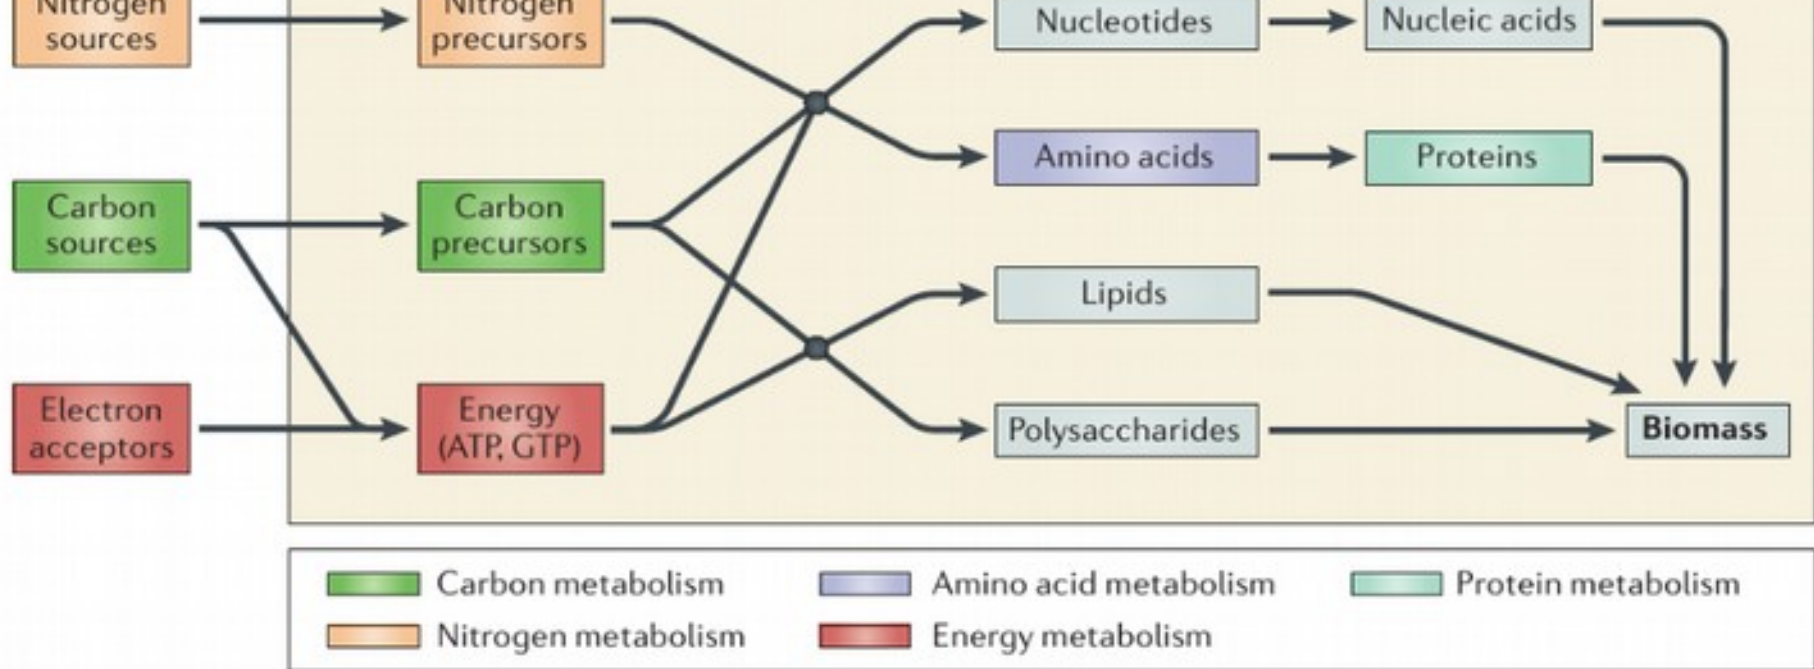 Nitrogen
sources
Nitrogen
precursors
Nucleotides
Nucleic acids
Amino acids
Proteins
Carbon
sources
Carbon
precursors
Lipids
Electron
acceptors
Energy
(ATP, GTP)
Polysaccharides
Biomass
Carbon metabolism
Amino acid metabolism
Protein metabolism
Nitrogen metabolism
Energy metabolism